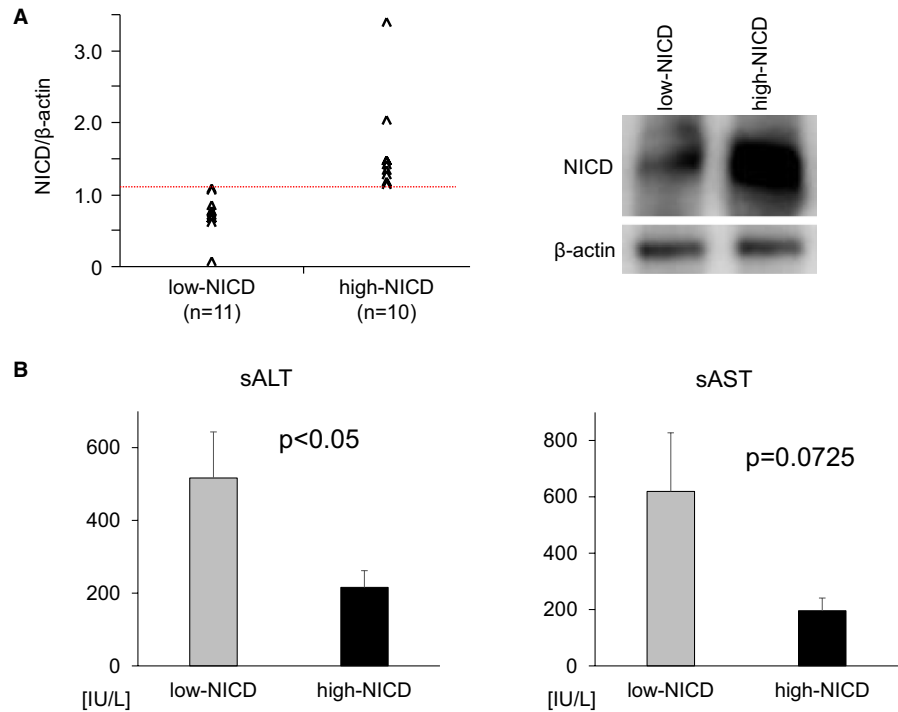 A
NICD/β-actin
3.0
2.0
1.0
0
low-NICD
(n=11)
high-NICD
(n=10)
low-NICD
high-NICD
NICD
β-actin
B
sALT
p<0.05
600
400
200
0
[IU/L]
low-NICD
high-NICD
sAST
p=0.0725
800
600
400
200
0
[IU/L]
low-NICD
high-NICD